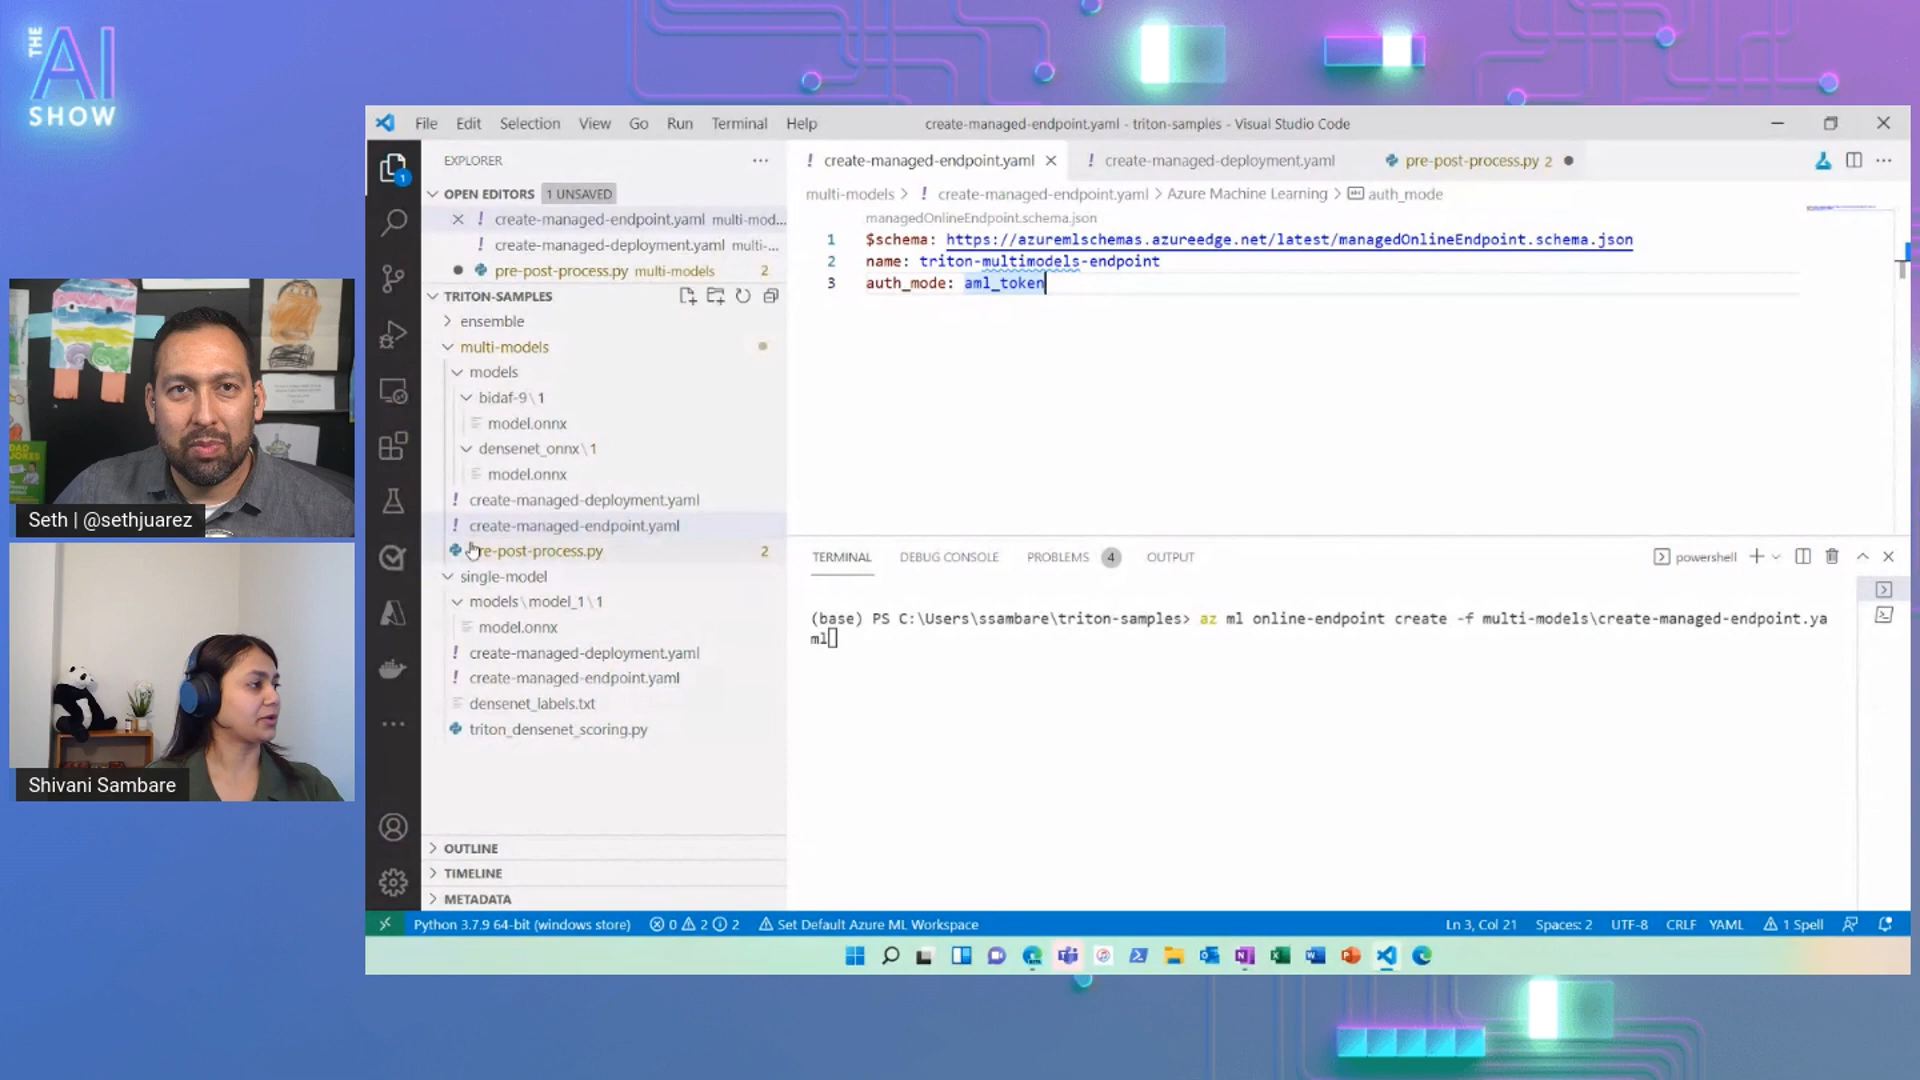 THE
AI
SHOW
File Edit Selection View Go Run Terminal Help
create-managed-endpoint.yaml - triton-samples - Visual Studio Code
1
EXPLORER
OPEN EDITORS 1 UNSAVED
create-managed-endpoint.yaml multi-mod...
create-managed-deployment.yaml multi-...
pre-post-process.py multi-models 2
TRITON-SAMPLES
ensemble
multi-models
models
bidaf-9\1
model.onnx
densenet_onnx\1
model.onnx
create-managed-deployment.yaml
create-managed-endpoint.yaml
pre-post-process.py 2
single-model
models\model_1\1
model.onnx
create-managed-deployment.yaml
create-managed-endpoint.yaml
densenet_labels.txt
triton_densenet_scoring.py
OUTLINE
TIMELINE
METADATA
create-managed-endpoint.yaml create-managed-deployment.yaml pre-post-process.py 2
multi-models > ! create-managed-endpoint.yaml > Azure Machine Learning > auth_mode
managedOnlineEndpoint.schema.json
1 $schema: https://azuremlschemas.azureedge.net/latest/managedOnlineEndpoint.schema.json
2 name: triton-multimodels-endpoint
3 auth_mode: aml_token
TERMINAL DEBUG CONSOLE PROBLEMS 4 OUTPUT
powershell
(base) PS C:\Users\ssambare\triton-samples> az ml online-endpoint create -f multi-models\create-managed-endpoint.ya
ml
Python 3.7.9 64-bit (windows store) 0 2 2 Set Default Azure ML Workspace
Ln 3, Col 21 Spaces: 2 UTF-8 CRLF YAML 1 Spell
Seth | @sethjuarez
Shivani Sambare
DAD
JOKES